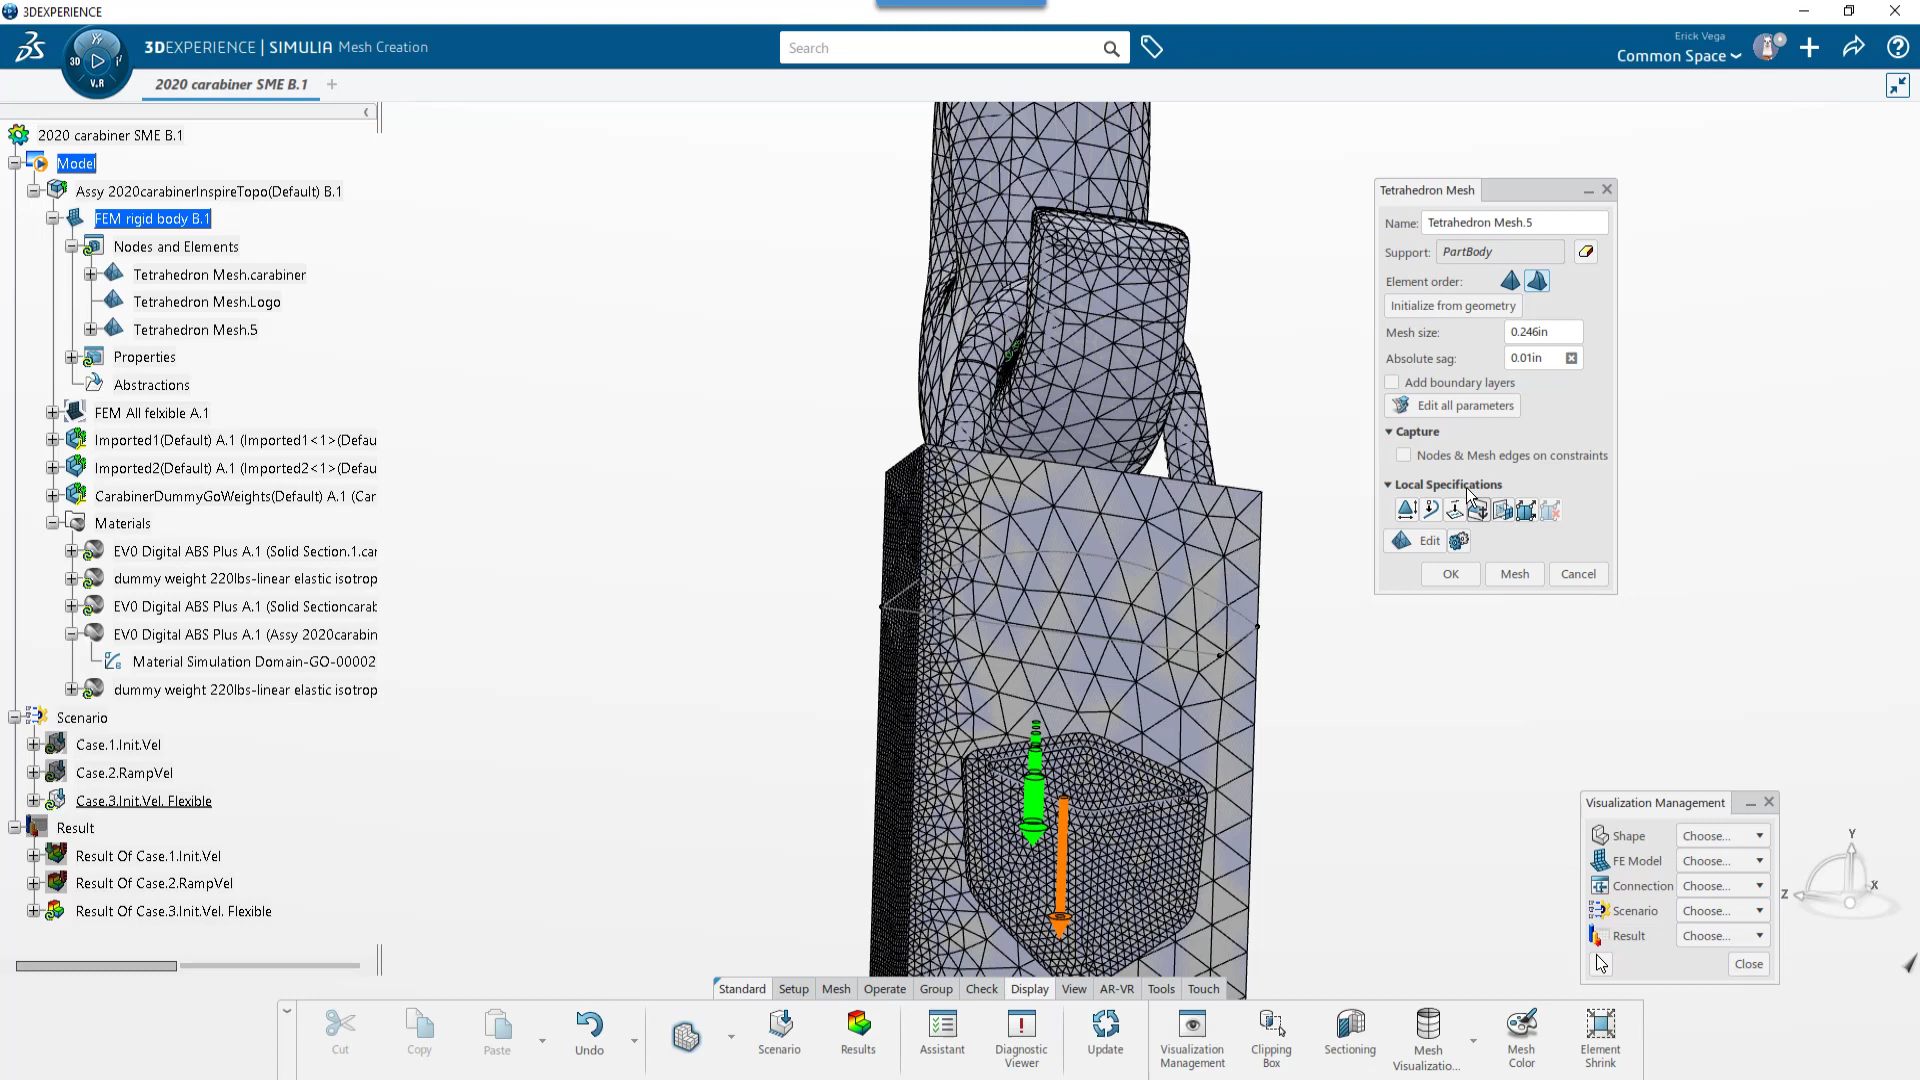 3DEXPERIENCE
3DEXPERIENCE | SIMULIA Mesh Creation
Search
Erick Vega
Common Space
3D
V.R
2020 carabiner SME B.1
2020 carabiner SME B.1
Model
Assy 2020carabinerInspireTopo(Default) B.1
FEM rigid body B.1
Nodes and Elements
Tetrahedron Mesh.carabiner
Tetrahedron Mesh.Logo
Tetrahedron Mesh.5
Properties
Abstractions
FEM All felxible A.1
Imported1(Default) A.1 (Imported1<1>(Defau
Imported2(Default) A.1 (Imported2<1>(Defau
CarabinerDummyGoWeights(Default) A.1 (Car
Materials
EV0 Digital ABS Plus A.1 (Solid Section.1.car
dummy weight 220lbs-linear elastic isotrop
EV0 Digital ABS Plus A.1 (Solid Sectioncarab
EV0 Digital ABS Plus A.1 (Assy 2020carabin
Material Simulation Domain-GO-00002
dummy weight 220lbs-linear elastic isotrop
Scenario
Case.1.Init.Vel
Case.2.RampVel
Case.3.Init.Vel. Flexible
Result
Result Of Case.1.Init.Vel
Result Of Case.2.RampVel
Result Of Case.3.Init.Vel. Flexible
Tetrahedron Mesh
Name: Tetrahedron Mesh.5
Support: PartBody
Element order:
Initialize from geometry
Mesh size: 0.246in
Absolute sag: 0.01in
Add boundary layers
Edit all parameters
Capture
Nodes & Mesh edges on constraints
Local Specifications
Edit
OK Mesh Cancel
Visualization Management
Shape Choose...
FE Model Choose...
Connection Choose...
Scenario Choose...
Result Choose...
Close
Y
X
Z
Standard Setup Mesh Operate Group Check Display View AR-VR Tools Touch
Cut
Copy
Paste
Undo
Scenario
Results
Assistant
Diagnostic
Viewer
Update
Visualization
Management
Clipping
Box
Sectioning
Mesh
Visualizatio...
Mesh
Color
Element
Shrink